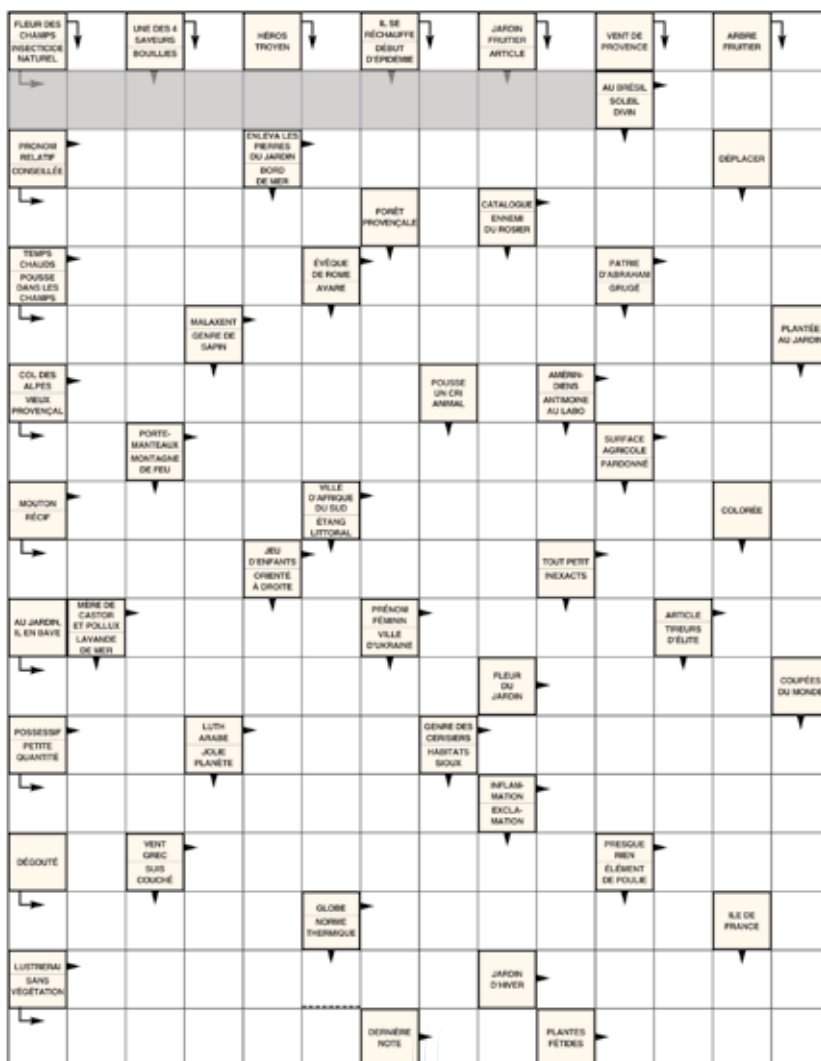 FLEUR DES
CHAMPS
INSECTICIDE
NATUREL
UNE DES 4
SAVEURS
BOUILLIES
HÉROS
TROYEN
IL SE
RÉCHAUFFE
DÉBUT
D'ÉPIDÉMIE
JARDIN
FRUITIER
ARTICLE
VENT DE
PROVENCE
ARBRE
FRUITIER
AU BRÉSIL
SOLEIL
DIVIN
PRONOM
RELATIF
CONSEILLÉE
ENLEVA LES
PIERRES
DU JARDIN
BORD
DE MER
DÉPLACER
FORÊT
PROVENÇALE
CATALOGUE
ENNEMI
DU ROSIER
TEMPS
CHAUDS
POUSSE
DANS LES
CHAMPS
ÉVÊQUE
DE ROME
AVARE
PATRIE
D'ABRAHAM
GRUGÉ
MALAXENT
GENRE DE
SAPIN
PLANTÉE
AU JARDIN
COL DES
ALPES
VIEUX
PROVENÇAL
POUSSE
UN CRI
ANIMAL
AMÉRIN-
DIENS
ANTIMOINE
AU LABO
PORTE-
MANTEAUX
MONTAGNE
DE FEU
SURFACE
AGRICOLE
PARDONNÉ
MOUTON
RÉCIF
VILLE
D'AFRIQUE
DU SUD
ÉTANG
LITTORAL
COLORÉE
JEU
D'ENFANTS
ORIENTÉ
À DROITE
TOUT PETIT
INEXACTS
AU JARDIN,
IL EN BAVE
MÈRE DE
CASTOR
ET POLLUX
LAVANDE
DE MER
PRÉNOM
FÉMININ
VILLE
D'UKRAINE
ARTICLE
TIREURS
D'ÉLITE
FLEUR
DU
JARDIN
COUPÉES
DU MONDE
POSSESSIF
PETITE
QUANTITÉ
LUTH
ARABE
JOLIE
PLANÈTE
GENRE DES
CERISIERS
HABITATS
SIOUX
INFLAM-
MATION
EXCLA-
MATION
DÉGOUTÉ
VENT
GREC
SUIS
COUCHÉ
PRESQUE
RIEN
ÉLÉMENT
DE POULIE
GLOBE
NORME
THERMIQUE
ILE DE
FRANCE
LUSTRERAI
SANS
VÉGÉTATION
JARDIN
D'HIVER
DERNIÈRE
NOTE
PLANTES
FÉTIDES